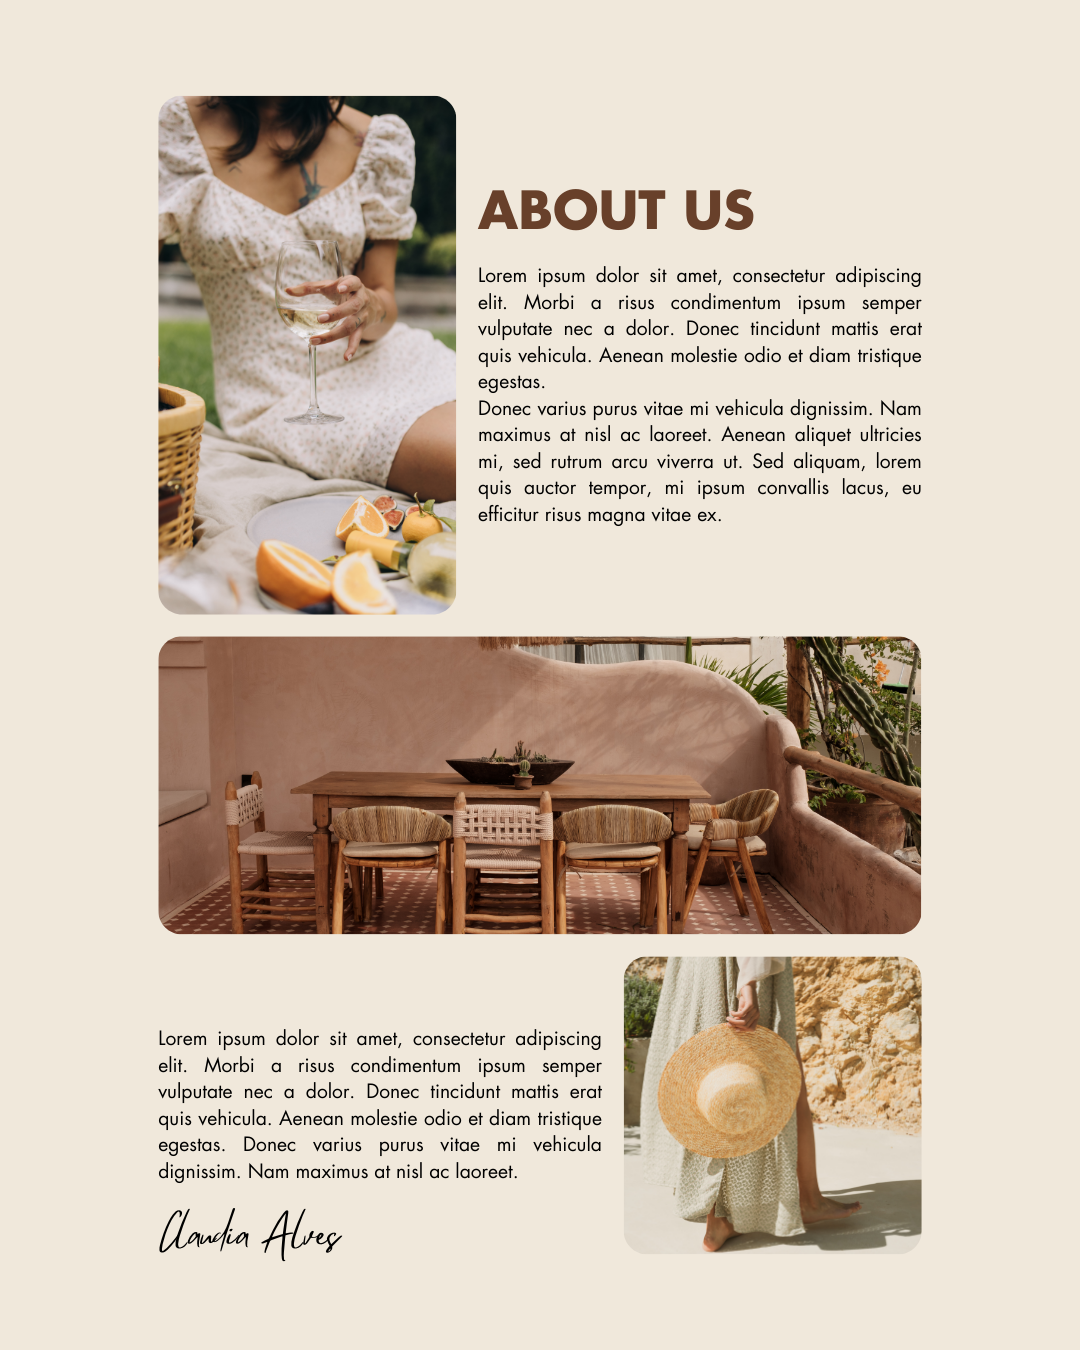 ABOUT US
Lorem ipsum dolor sit amet, consectetur adipiscing
elit. Morbi a risus condimentum ipsum semper
vulputate nec a dolor. Donec tincidunt mattis erat
quis vehicula. Aenean molestie odio et diam tristique
egestas.
Donec varius purus vitae mi vehicula dignissim. Nam
maximus at nisl ac laoreet. Aenean aliquet ultricies
mi, sed rutrum arcu viverra ut. Sed aliquam, lorem
quis auctor tempor, mi ipsum convallis lacus, eu
efficitur risus magna vitae ex.
Lorem ipsum dolor sit amet, consectetur adipiscing
elit. Morbi a risus condimentum ipsum semper
vulputate nec a dolor. Donec tincidunt mattis erat
quis vehicula. Aenean molestie odio et diam tristique
egestas. Donec varius purus vitae mi vehicula
dignissim. Nam maximus at nisl ac laoreet.
Claudia Alves